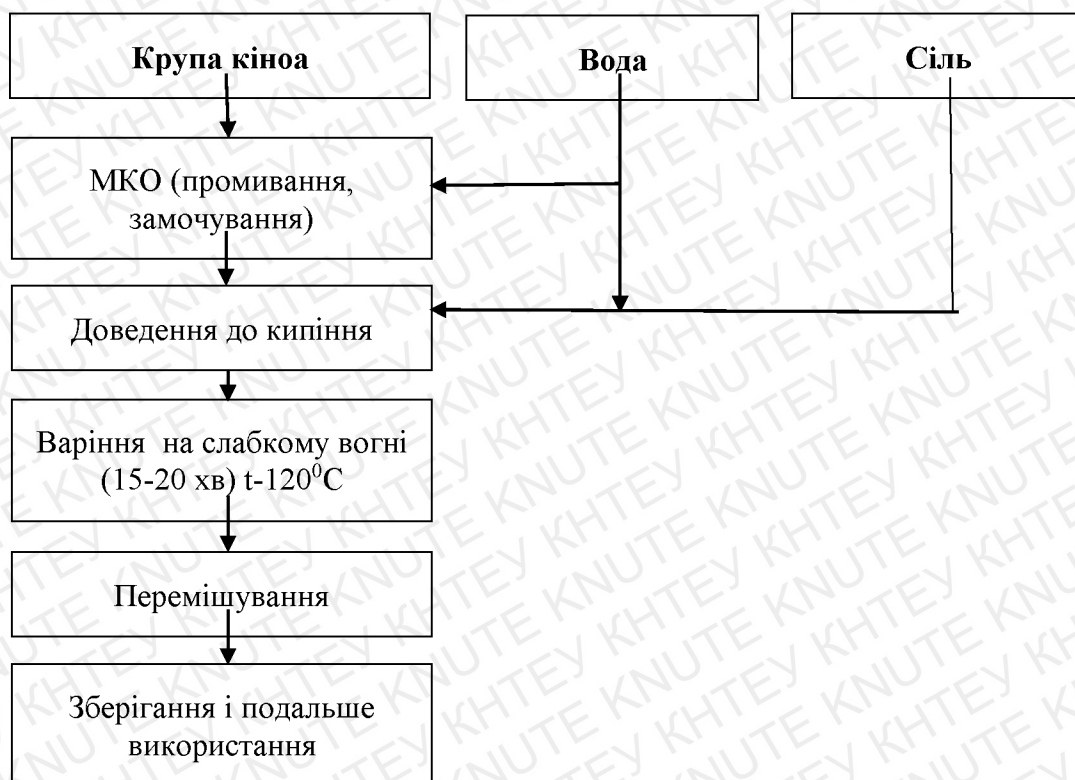 Крупа кіноа
Вода
Сіль
МКО (промивання,
замочування)
Доведення до кипіння
Варіння на слабкому вогні
(15-20 хв) t-120⁰С
Перемішування
Зберігання і подальше
використання